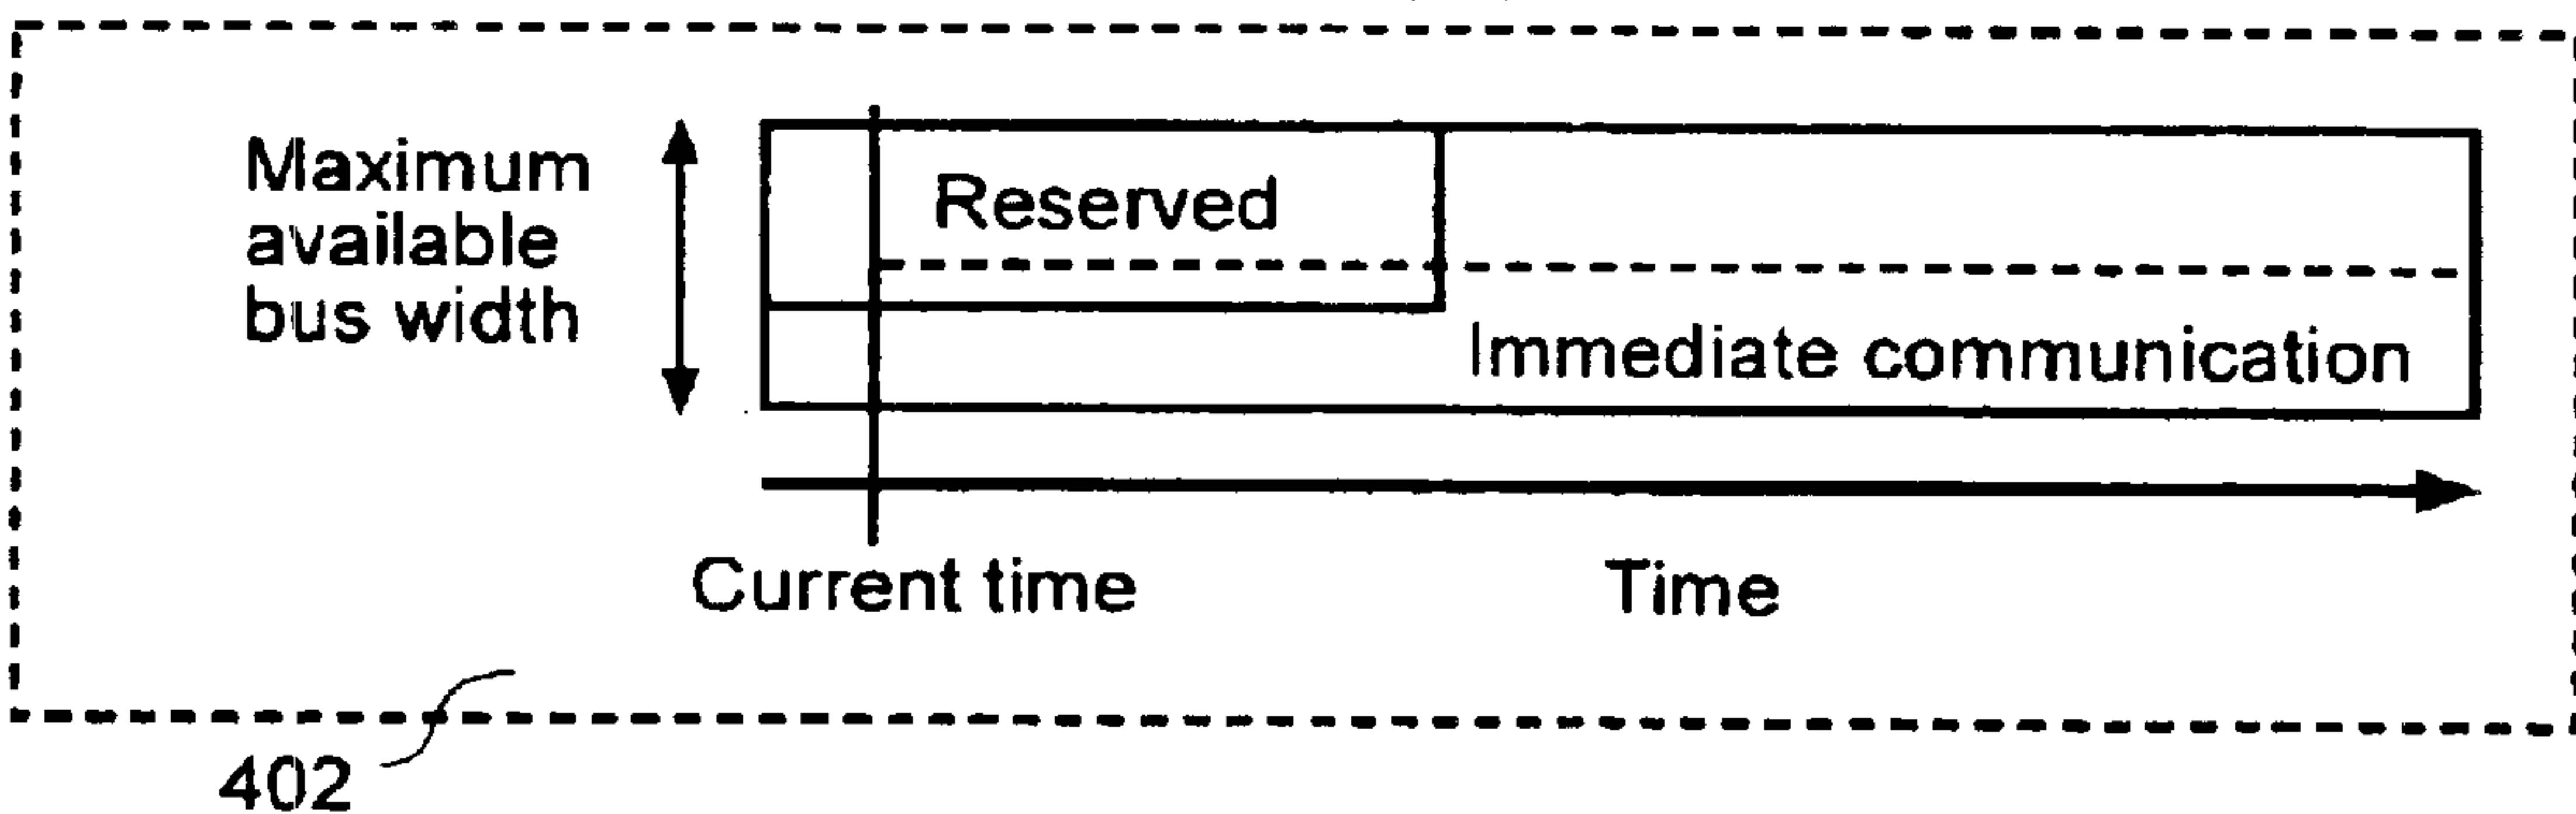 Maximum
available
bus width
Reserved
Immediate communication
Current time
Time
402